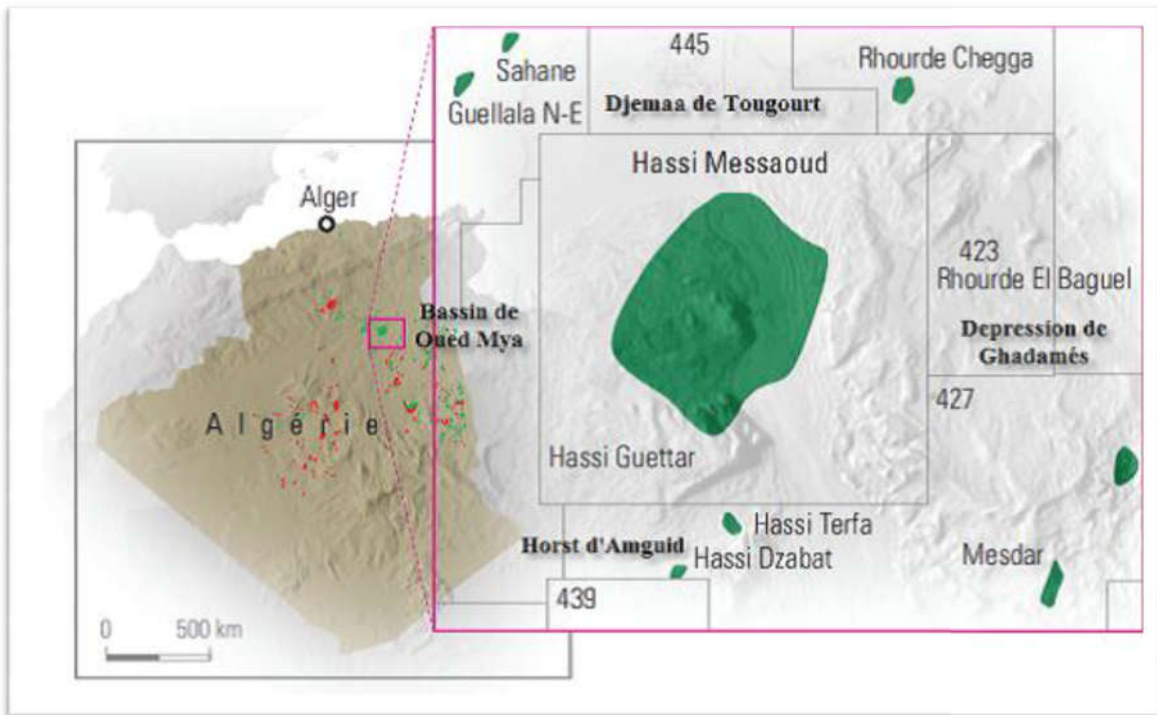 Alger
Algérie
0 500 km
445
Sahane
Rhourde Chegga
Guellala N-E
Djemaa de Tougourt
Hassi Messaoud
423
Rhourde El Baguel
Bassin de
Oued Mya
Depression de
Ghadamés
427
Hassi Guettar
Hassi Terfa
Horst d'Amguid
Hassi Dzabat
Mesdar
439